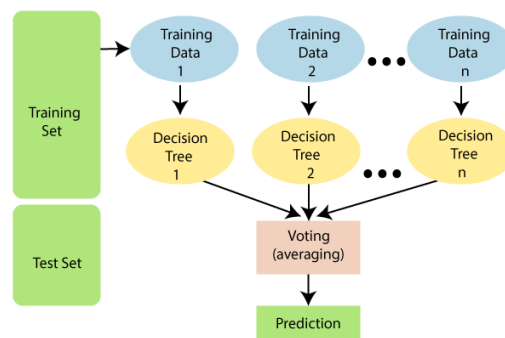 Training
Set
Training
Data
1
Training
Data
2
Training
Data
n
Decision
Tree
1
Decision
Tree
2
Decision
Tree
n
Test Set
Voting
(averaging)
Prediction